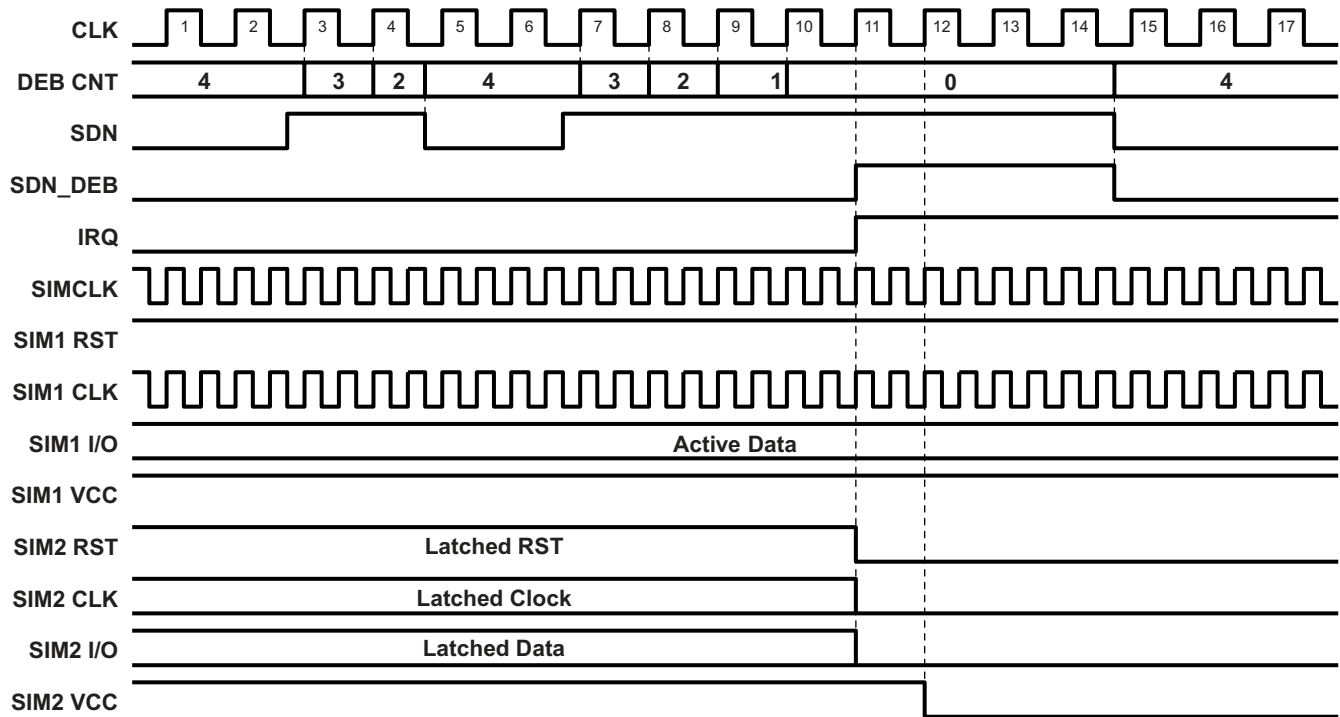 CLK 1 2 3 4 5 6 7 8 9 10 11 12 13 14 15 16 17
DEB CNT 4 3 2 4 3 2 1 0 4
SDN
SDN_DEB
IRQ
SIMCLK
SIM1 RST
SIM1 CLK
SIM1 I/O Active Data
SIM1 VCC
SIM2 RST Latched RST
SIM2 CLK Latched Clock
SIM2 I/O Latched Data
SIM2 VCC